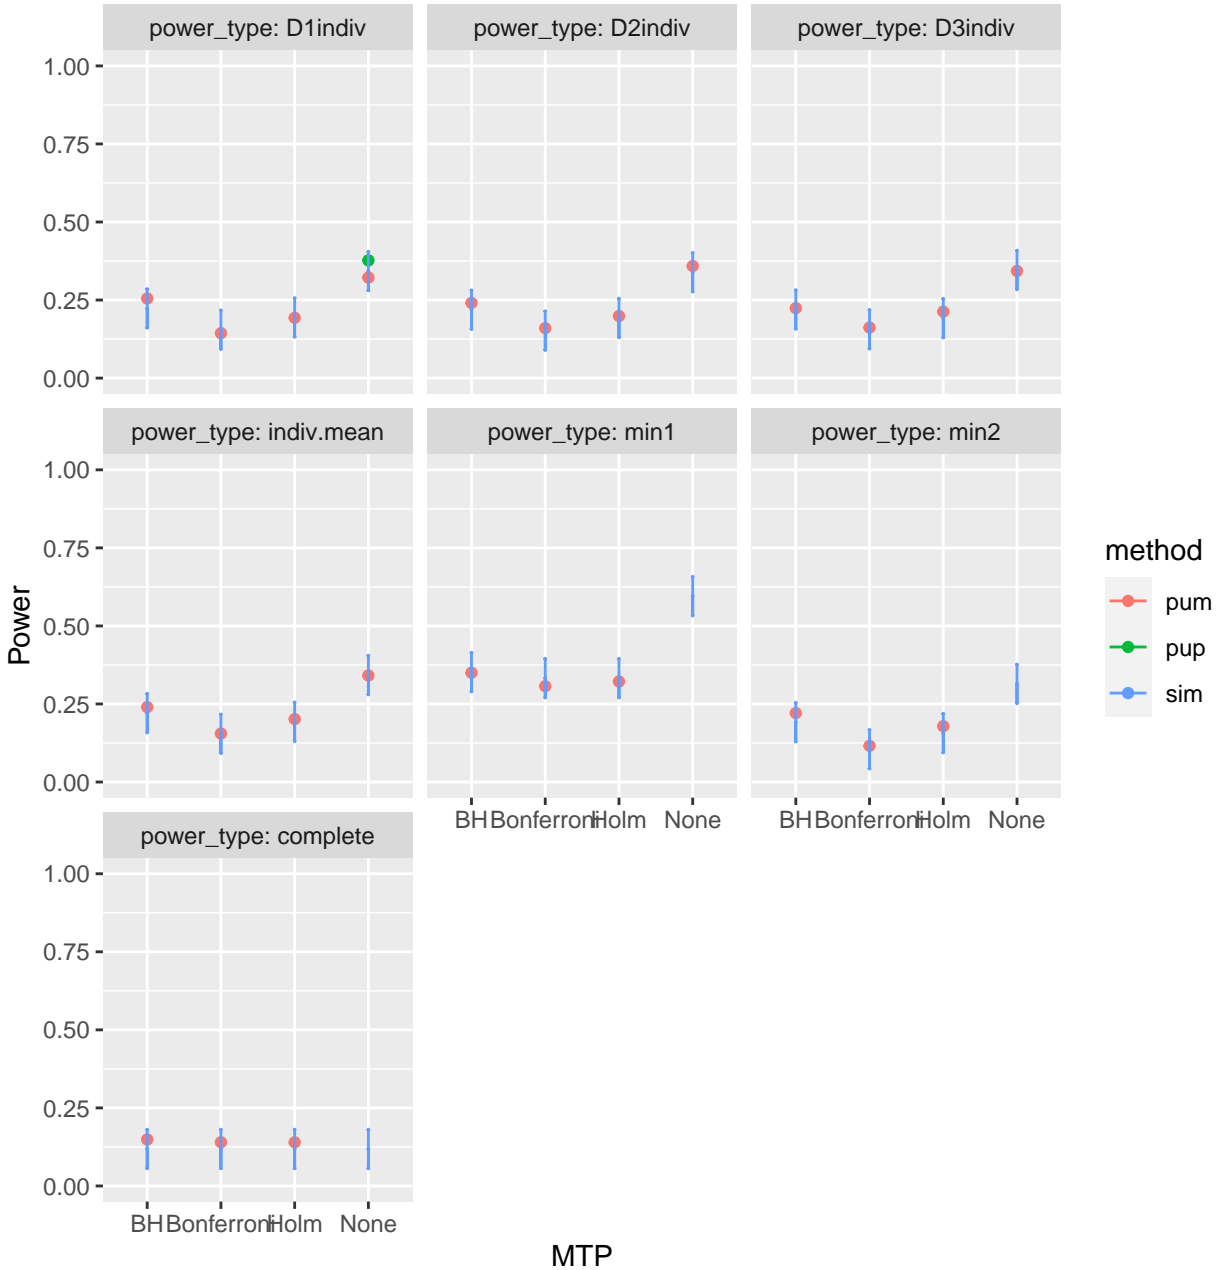 power_type: D1indiv
power_type: D2indiv
power_type: D3indiv
1.00
0.75
0.50
0.25
0.00
power_type: indiv.mean
power_type: min1
power_type: min2
1.00
0.75
0.50
0.25
0.00
BH Bonferroni Holm None
BH Bonferroni Holm None
power_type: complete
1.00
0.75
0.50
0.25
0.00
BH Bonferroni Holm None
MTP
Power
method
pum
pup
sim